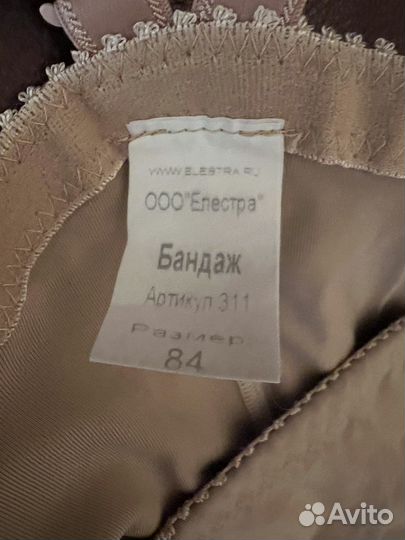 WWW.ELESTRA.RU
ООО"Елестра"
Бандаж
Артикул 311
Размер
84
Avito